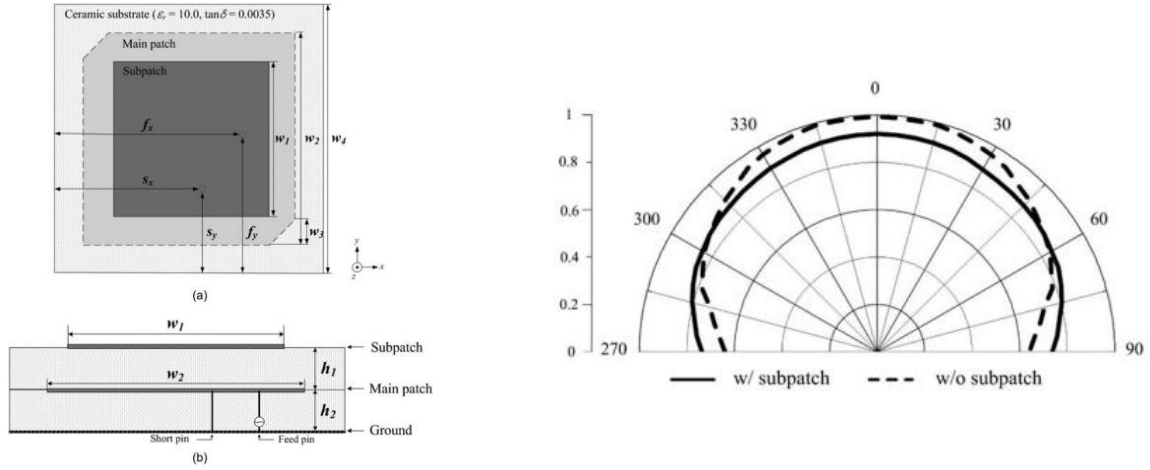 Ceramic substrate (εr = 10.0, tanδ = 0.0035)
Main patch
Subpatch
fx
w1
w2
w4
sx
sy
fy
w3
y
z
x
(a)
w1
Subpatch
h1
w2
Main patch
h2
Ground
Short pin
Feed pin
(b)
0
1
330
30
0.8
0.6
300
60
0.4
0.2
0
270
90
w/ subpatch
w/o subpatch